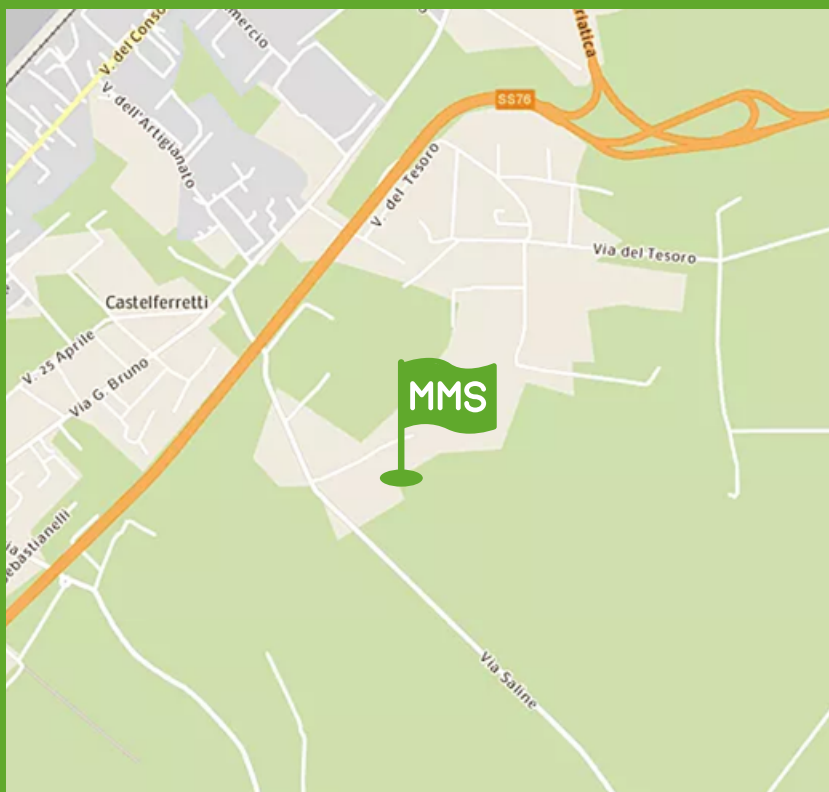 V. del Conso
mmercio
riatica
V. dell'Artigianato
SS76
V. del Tesoro
Via del Tesoro
Castelferretti
V. 25 Aprile
Via G. Bruno
MMS
Sebastianelli
Via Saline